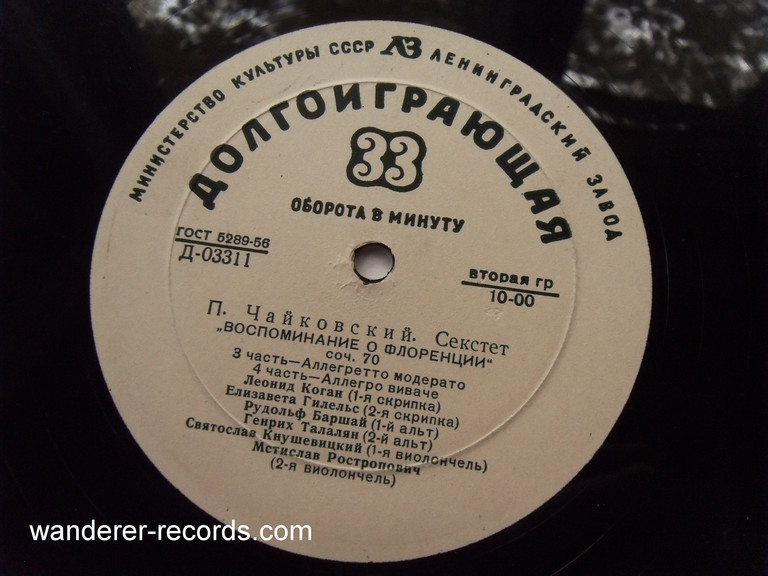 МИНИСТЕРСТВО КУЛЬТУРЫ СССР ЛЗ ЛЕНИНГРАДСКИЙ ЗАВОД
ДОЛГОИГРАЮЩАЯ
33
ОБОРОТА В МИНУТУ
ГОСТ 5289-56
Д-03311
вторая гр
10-00
П. Чайковский. Секстет
„ВОСПОМИНАНИЕ О ФЛОРЕНЦИИ“
соч. 70
3 часть—Аллегретто модерато
4 часть—Аллегро виваче
Леонид Коган (1-я скрипка)
Елизавета Гилельс (2-я скрипка)
Рудольф Баршай (1-й альт)
Генрих Талалян (2-й альт)
Святослав Кнушевицкий (1-я виолончель)
Мстислав Ростропович
(2-я виолончель)
wanderer-records.com